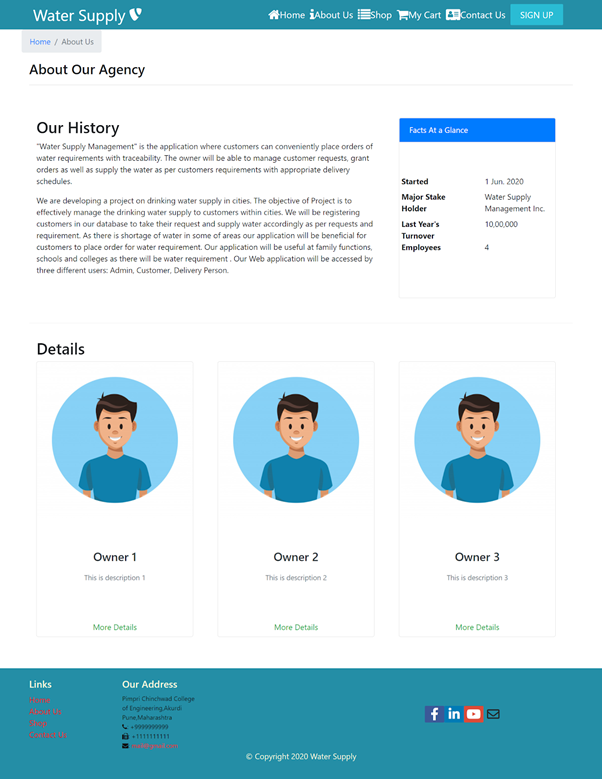 Water Supply
Home About Us Shop My Cart Contact Us SIGN UP
Home / About Us
About Our Agency
Our History
"Water Supply Management" is the application where customers can conveniently place orders of
water requirements with traceability. The owner will be able to manage customer requests, grant
orders as well as supply the water as per customers requirements with appropriate delivery
schedules.
We are developing a project on drinking water supply in cities. The objective of Project is to
effectively manage the drinking water supply to customers within cities. We will be registering
customers in our database to take their request and supply water accordingly as per requests and
requirement. As there is shortage of water in some of areas our application will be beneficial for
customers to place order for water requirement. Our application will be useful at family functions,
schools and colleges as there will be water requirement . Our Web application will be accessed by
three different users: Admin, Customer, Delivery Person.
Facts At a Glance
Started 1 Jun. 2020
Major Stake Water Supply
Holder Management Inc.
Last Year's 10,00,000
Turnover
Employees 4
Details
Owner 1
This is description 1
More Details
Owner 2
This is description 2
More Details
Owner 3
This is description 3
More Details
Links
Home
About Us
Shop
Contact Us
Our Address
Pimpri Chinchwad College
of Engineering,Akurdi
Pune,Maharashtra
: +9999999999
: +1111111111
© Copyright 2020 Water Supply